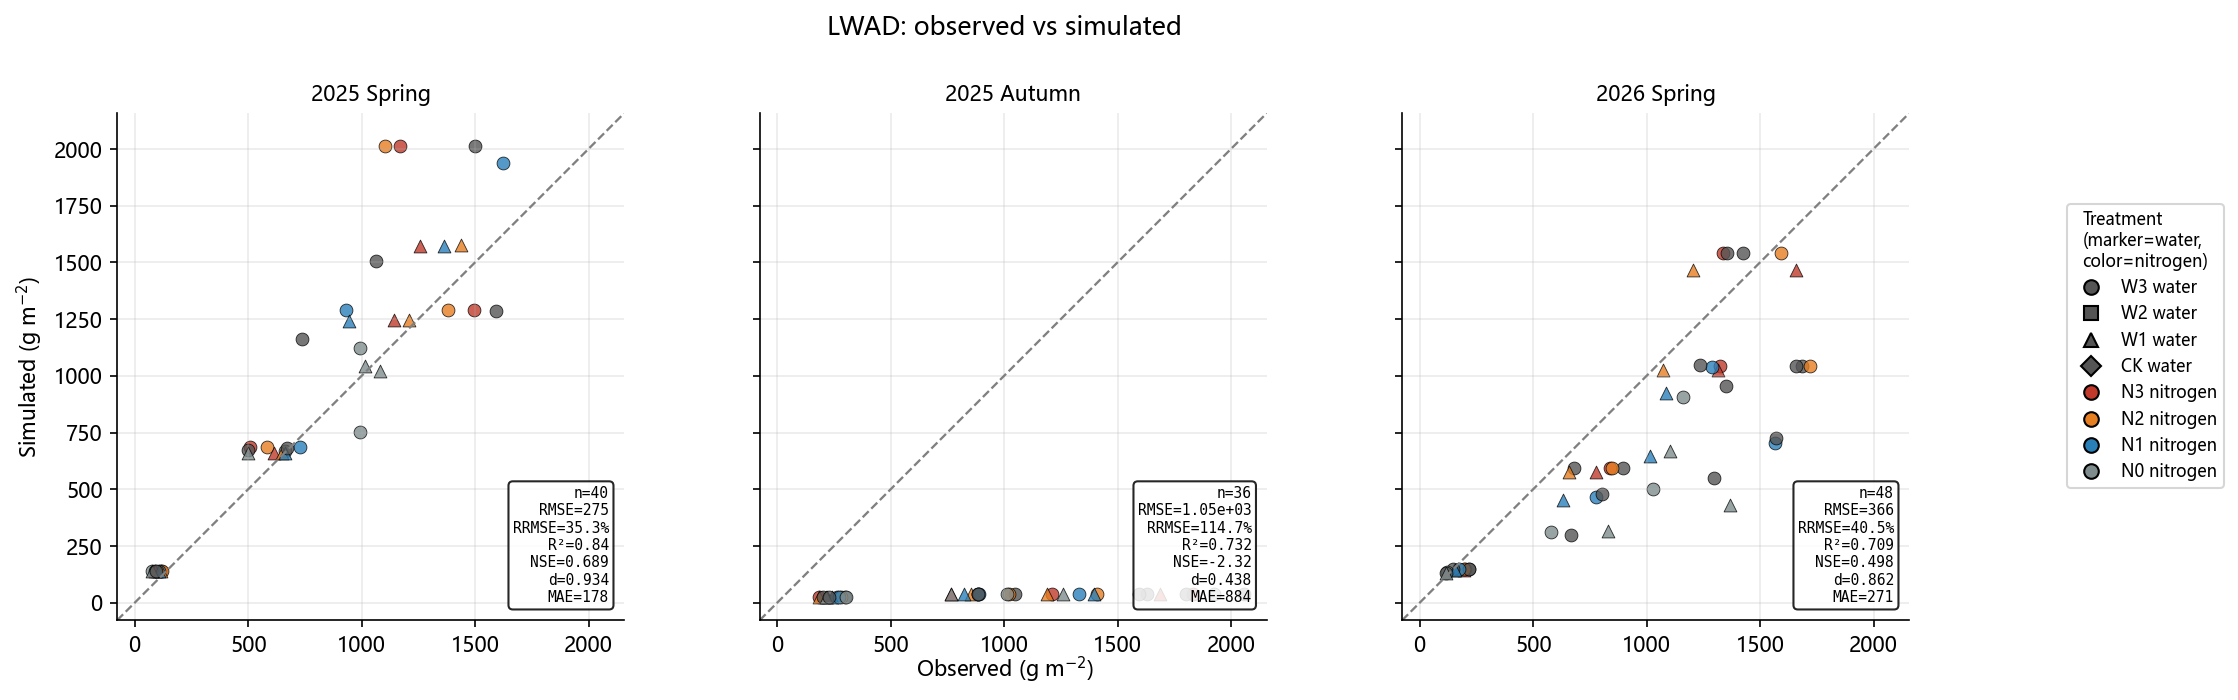 LWAD: observed vs simulated
2025 Spring
2025 Autumn
2026 Spring
Simulated (g m⁻²)
2000
1750
1500
1250
1000
750
500
250
0
n=40
RMSE=275
RRMSE=35.3%
R²=0.84
NSE=0.689
d=0.934
MAE=178
0 500 1000 1500 2000
n=36
RMSE=1.05e+03
RRMSE=114.7%
R²=0.732
NSE=-2.32
d=0.438
MAE=884
0 500 1000 1500 2000
n=48
RMSE=366
RRMSE=40.5%
R²=0.709
NSE=0.498
d=0.862
MAE=271
0 500 1000 1500 2000
Observed (g m⁻²)
Treatment
(marker=water,
color=nitrogen)
W3 water
W2 water
W1 water
CK water
N3 nitrogen
N2 nitrogen
N1 nitrogen
N0 nitrogen